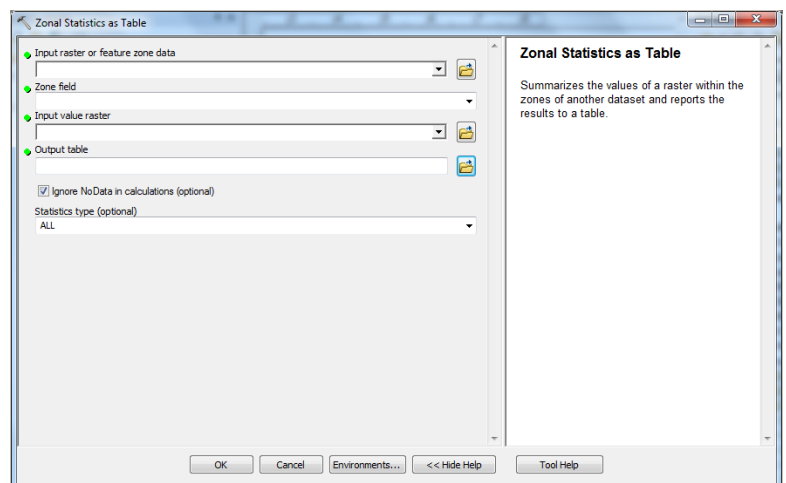 Zonal Statistics as Table
Input raster or feature zone data
Zone field
Input value raster
Output table
Ignore NoData in calculations (optional)
Statistics type (optional)
ALL
Zonal Statistics as Table
Summarizes the values of a raster within the
zones of another dataset and reports the
results to a table.
OK
Cancel
Environments...
<< Hide Help
Tool Help